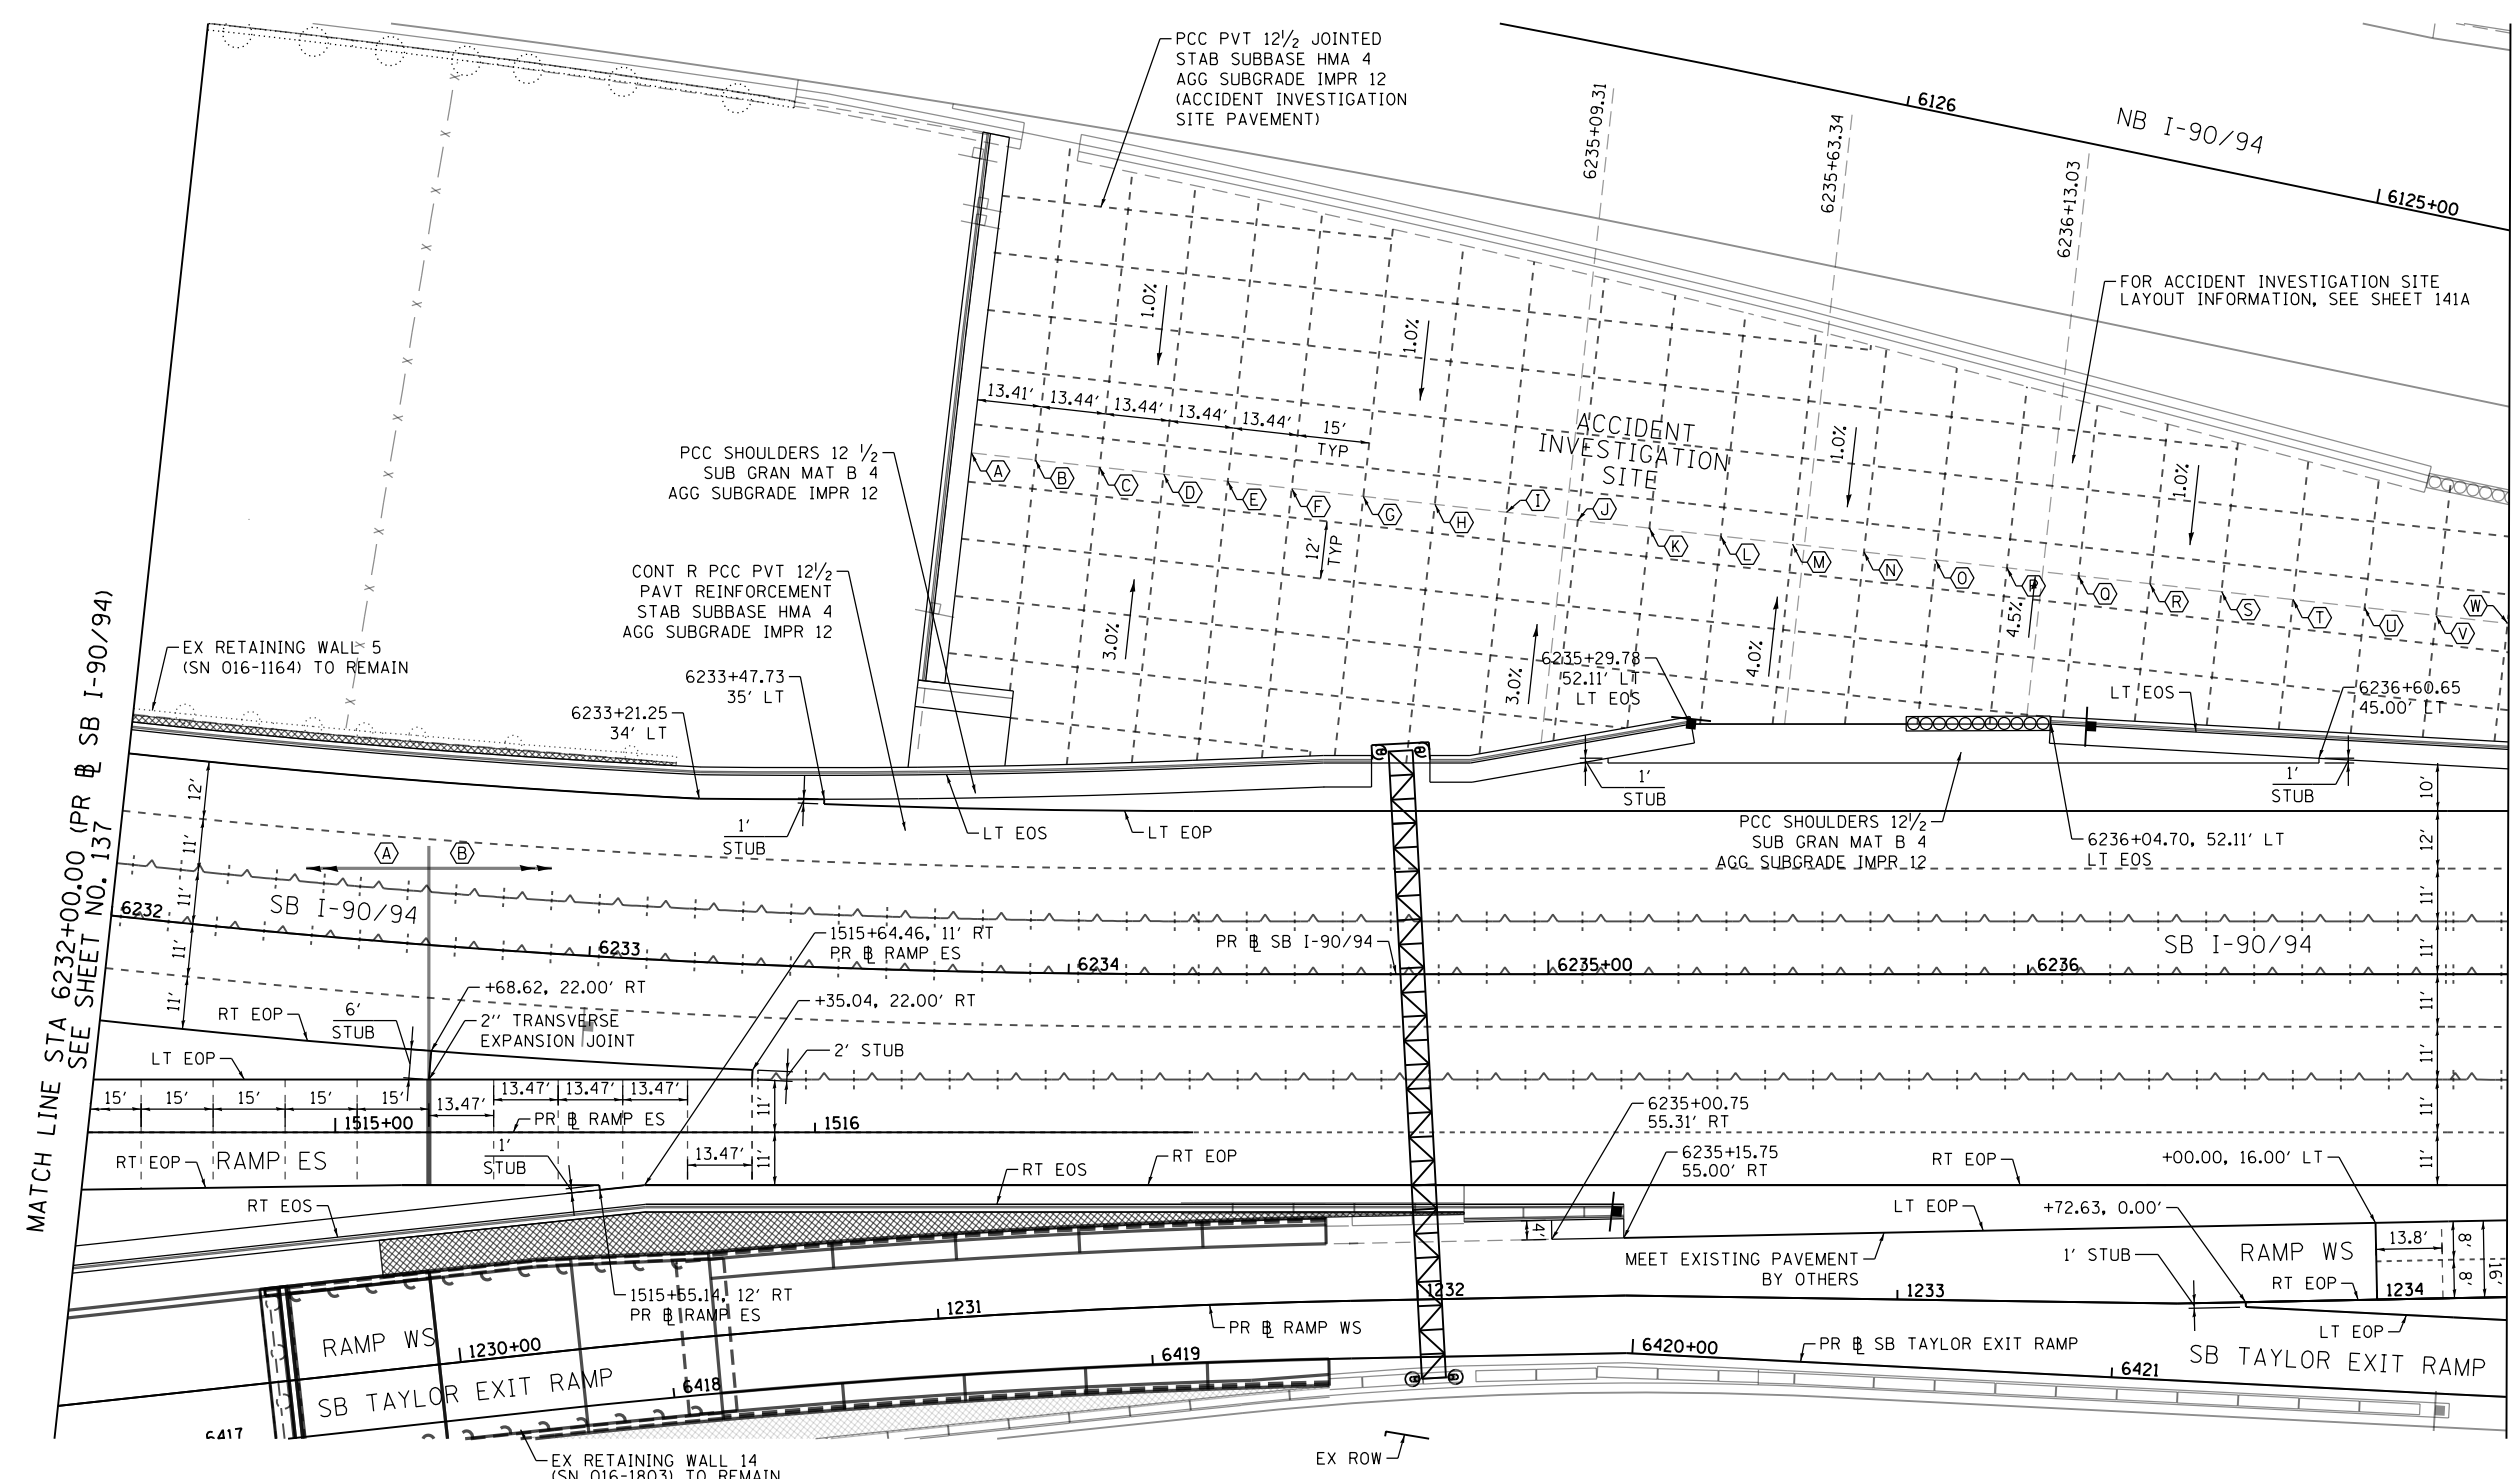 PCC PVT 12½ JOINTED
STAB SUBBASE HMA 4
AGG SUBGRADE IMPR 12
(ACCIDENT INVESTIGATION
SITE PAVEMENT)
6235+09.31
6235+63.34
6236+13.03
6126
NB I-90/94
6125+00
FOR ACCIDENT INVESTIGATION SITE
LAYOUT INFORMATION, SEE SHEET 141A
1.0%
1.0%
1.0%
1.0%
13.41' 13.44' 13.44' 13.44' 13.44' 15'
TYP
ACCIDENT
INVESTIGATION
SITE
PCC SHOULDERS 12 ½
SUB GRAN MAT B 4
AGG SUBGRADE IMPR 12
A B C D E F G H I J K L M N O P Q R S T U V W
12'
TYP
CONT R PCC PVT 12½
PAVT REINFORCEMENT
STAB SUBBASE HMA 4
AGG SUBGRADE IMPR 12
3.0%
3.0%
4.0%
4.5%
EX RETAINING WALL 5
(SN 016-1164) TO REMAIN
6233+47.73
35' LT
6233+21.25
34' LT
6235+29.78
52.11' LT
LT EOS
LT EOS
6236+60.65
45.00' LT
MATCH LINE STA 6232+00.00 (PR BL SB I-90/94)
SEE SHEET NO. 137
12'
11'
11'
11'
11'
1'
STUB
LT EOS
LT EOP
1'
STUB
1'
STUB
PCC SHOULDERS 12½
SUB GRAN MAT B 4
AGG SUBGRADE IMPR 12
6236+04.70, 52.11' LT
LT EOS
10'
12'
11'
11'
11'
11'
11'
11'
A B
SB I-90/94
6232
6233
6234
6235+00
6236
1515+64.46, 11' RT
PR BL RAMP ES
PR BL SB I-90/94
SB I-90/94
+68.62, 22.00' RT
+35.04, 22.00' RT
RT EOP
6'
STUB
2" TRANSVERSE
EXPANSION JOINT
LT EOP
2' STUB
15' 15' 15' 15' 15' 13.47' 13.47' 13.47' 13.47'
13.47'
11'
11'
1515+00
PR BL RAMP ES
1516
RT EOP
RAMP ES
1'
STUB
RT EOS
RT EOS
RT EOP
6235+00.75
55.31' RT
6235+15.75
55.00' RT
RT EOP
+00.00, 16.00' LT
LT EOP
+72.63, 0.00'
4'
MEET EXISTING PAVEMENT
BY OTHERS
1' STUB
RAMP WS
13.8'
8'
8'
16'
RT EOP
1515+55.14, 12' RT
PR BL RAMP ES
RAMP WS
1230+00
1231
1232
1233
1234
PR BL RAMP WS
LT EOP
SB TAYLOR EXIT RAMP
6417
6418
6419
6420+00
PR BL SB TAYLOR EXIT RAMP
6421
SB TAYLOR EXIT RAMP
EX RETAINING WALL 14
(SN 016-1803) TO REMAIN
EX ROW